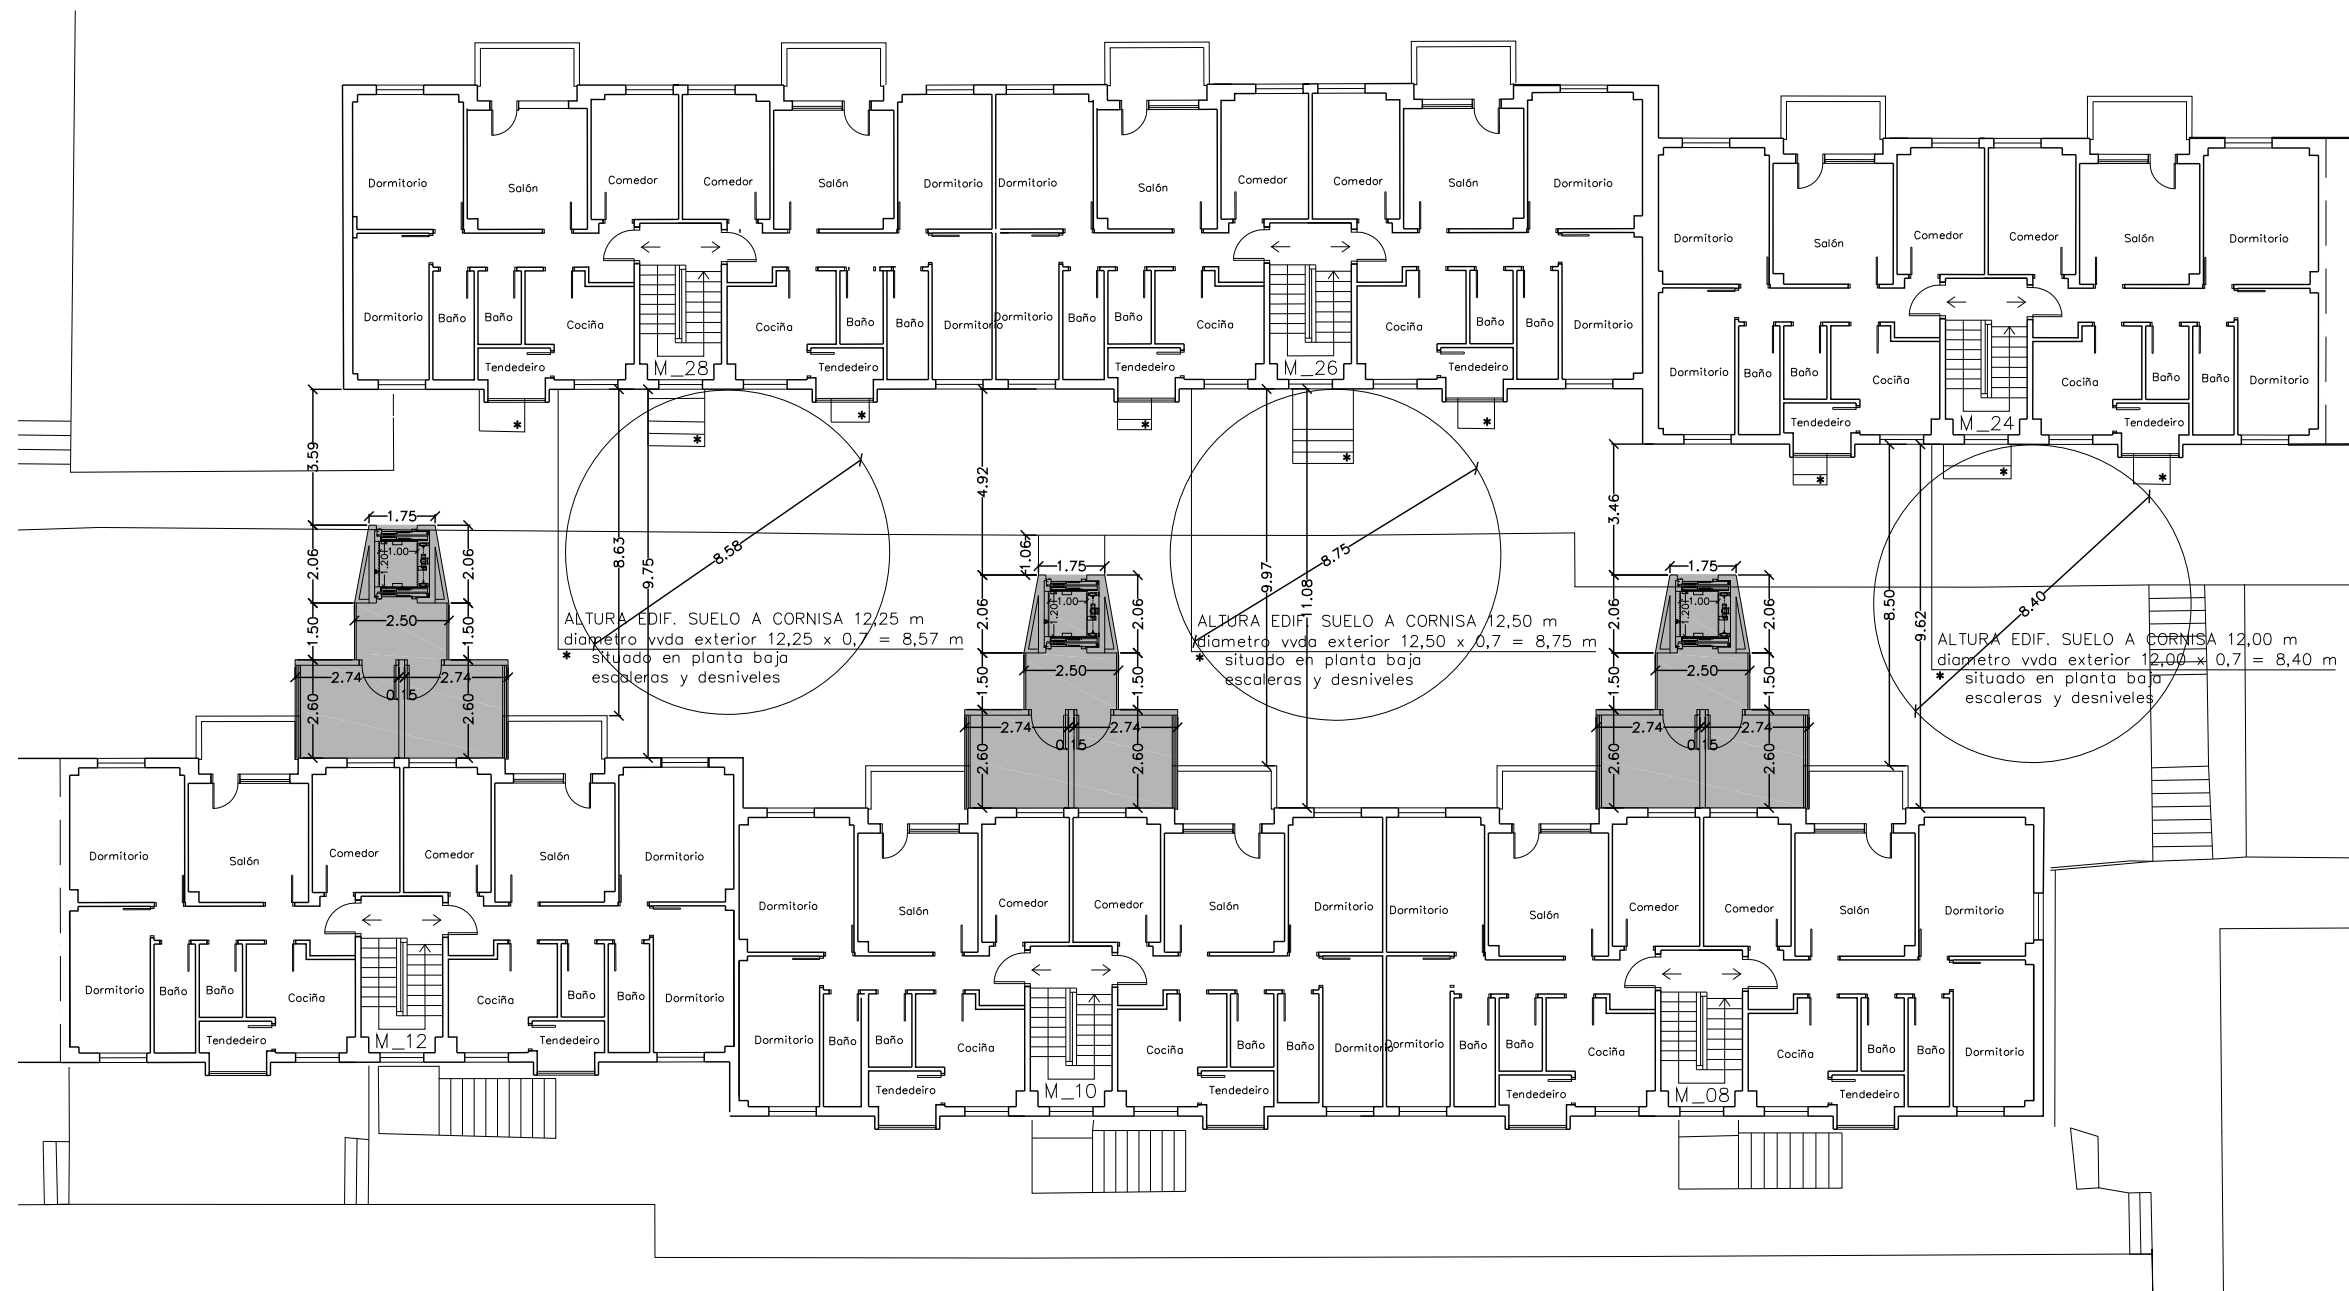 Dormitorio
Salón
Comedor
Comedor
Salón
Dormitorio
Dormitorio
Salón
Comedor
Comedor
Salón
Dormitorio
Dormitorio
Salón
Comedor
Comedor
Salón
Dormitorio
Dormitorio
Baño
Baño
Cociña
Cociña
Baño
Baño
Dormitorio
Dormitorio
Baño
Baño
Cociña
Cociña
Baño
Baño
Dormitorio
Tendedeiro
M_28
Tendedeiro
Tendedeiro
M_26
Tendedeiro
Dormitorio
Baño
Baño
Cociña
Cociña
Baño
Baño
Dormitorio
Tendedeiro
M_24
Tendedeiro
*
*
*
*
*
*
*
*
*
3.59
4.92
3.46
1.75
2.06
1.00
1.20
2.06
1.50
2.50
1.50
2.74
2.74
0.15
2.60
2.60
8.63
9.75
8.58
ALTURA EDIF. SUELO A CORNISA 12,25 m
diametro vvda exterior 12,25 x 0,7 = 8,57 m
* situado en planta baja
escaleras y desniveles
1.06
1.75
2.06
1.00
1.20
2.06
1.50
2.50
1.50
2.74
2.74
0.15
2.60
2.60
9.97
11.08
8.75
ALTURA EDIF. SUELO A CORNISA 12,50 m
diametro vvda exterior 12,50 x 0,7 = 8,75 m
* situado en planta baja
escaleras y desniveles
1.75
2.06
1.00
1.20
2.06
1.50
2.50
1.50
2.74
2.74
0.15
2.60
2.60
8.50
9.62
8.40
ALTURA EDIF. SUELO A CORNISA 12,00 m
diametro vvda exterior 12,00 x 0,7 = 8,40 m
* situado en planta baja
escaleras y desniveles
Dormitorio
Salón
Comedor
Comedor
Salón
Dormitorio
Dormitorio
Salón
Comedor
Comedor
Salón
Dormitorio
Dormitorio
Salón
Comedor
Comedor
Salón
Dormitorio
Dormitorio
Baño
Baño
Cociña
Cociña
Baño
Baño
Dormitorio
Tendedeiro
M_12
Tendedeiro
Dormitorio
Baño
Baño
Cociña
Cociña
Baño
Baño
Dormitorio
Dormitorio
Baño
Baño
Cociña
Cociña
Baño
Baño
Dormitorio
Tendedeiro
M_10
Tendedeiro
Tendedeiro
M_08
Tendedeiro